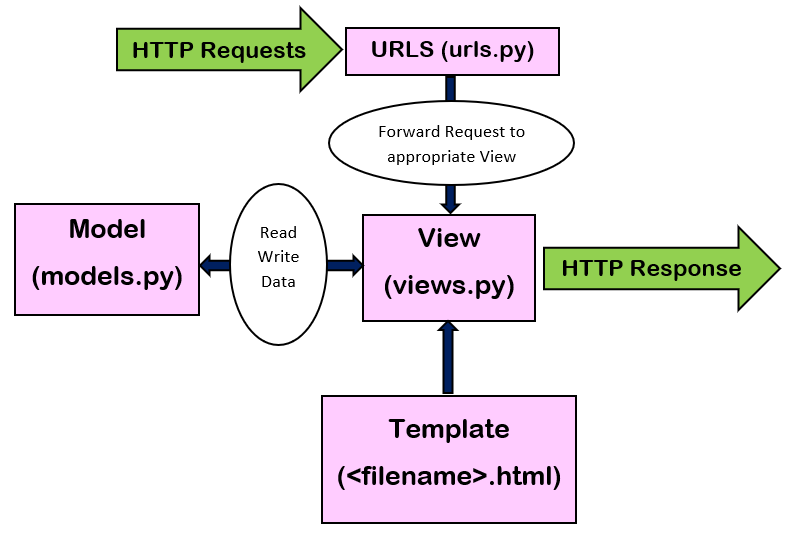 HTTP Requests
URLS (urls.py)
Forward Request to
appropriate View
Model
(models.py)
Read
Write
Data
View
(views.py)
HTTP Response
Template
(<filename>.html)